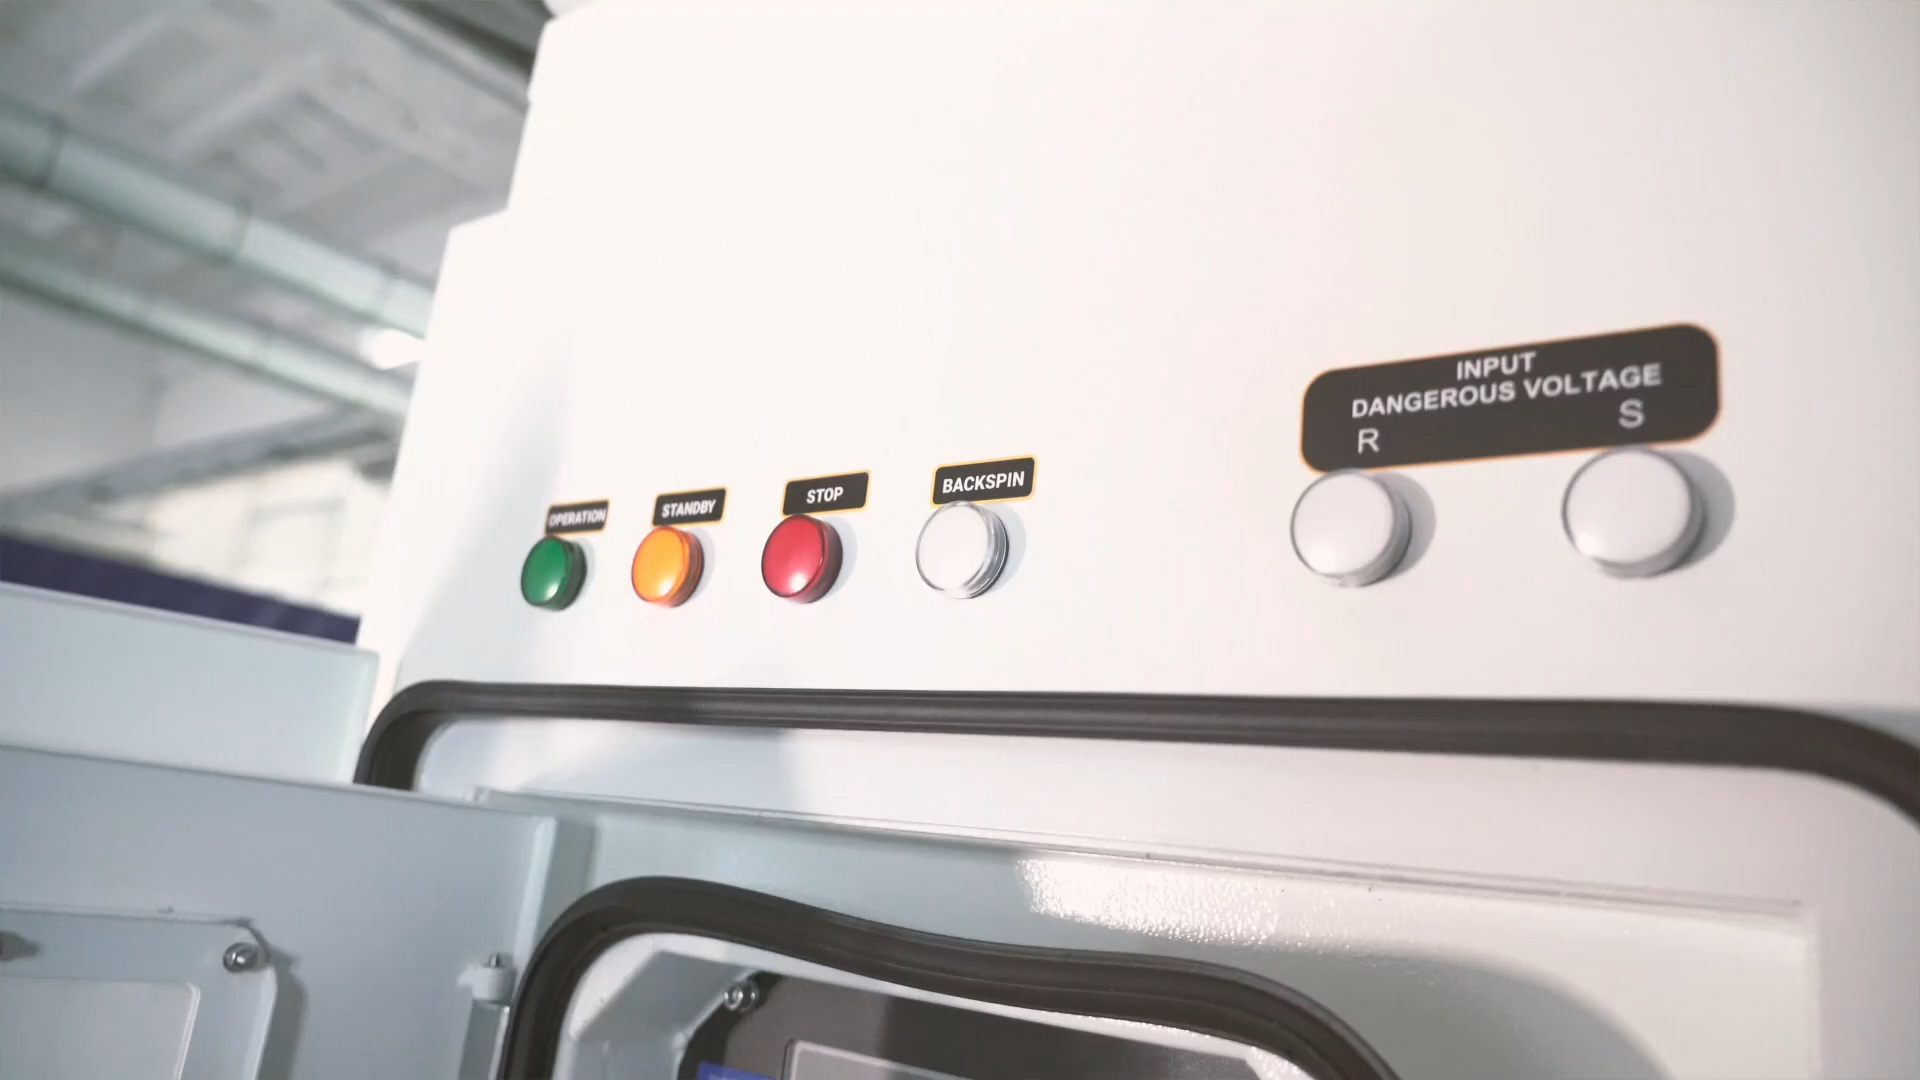 OPERATION
STANDBY
STOP
BACKSPIN
INPUT
DANGEROUS VOLTAGE
R S